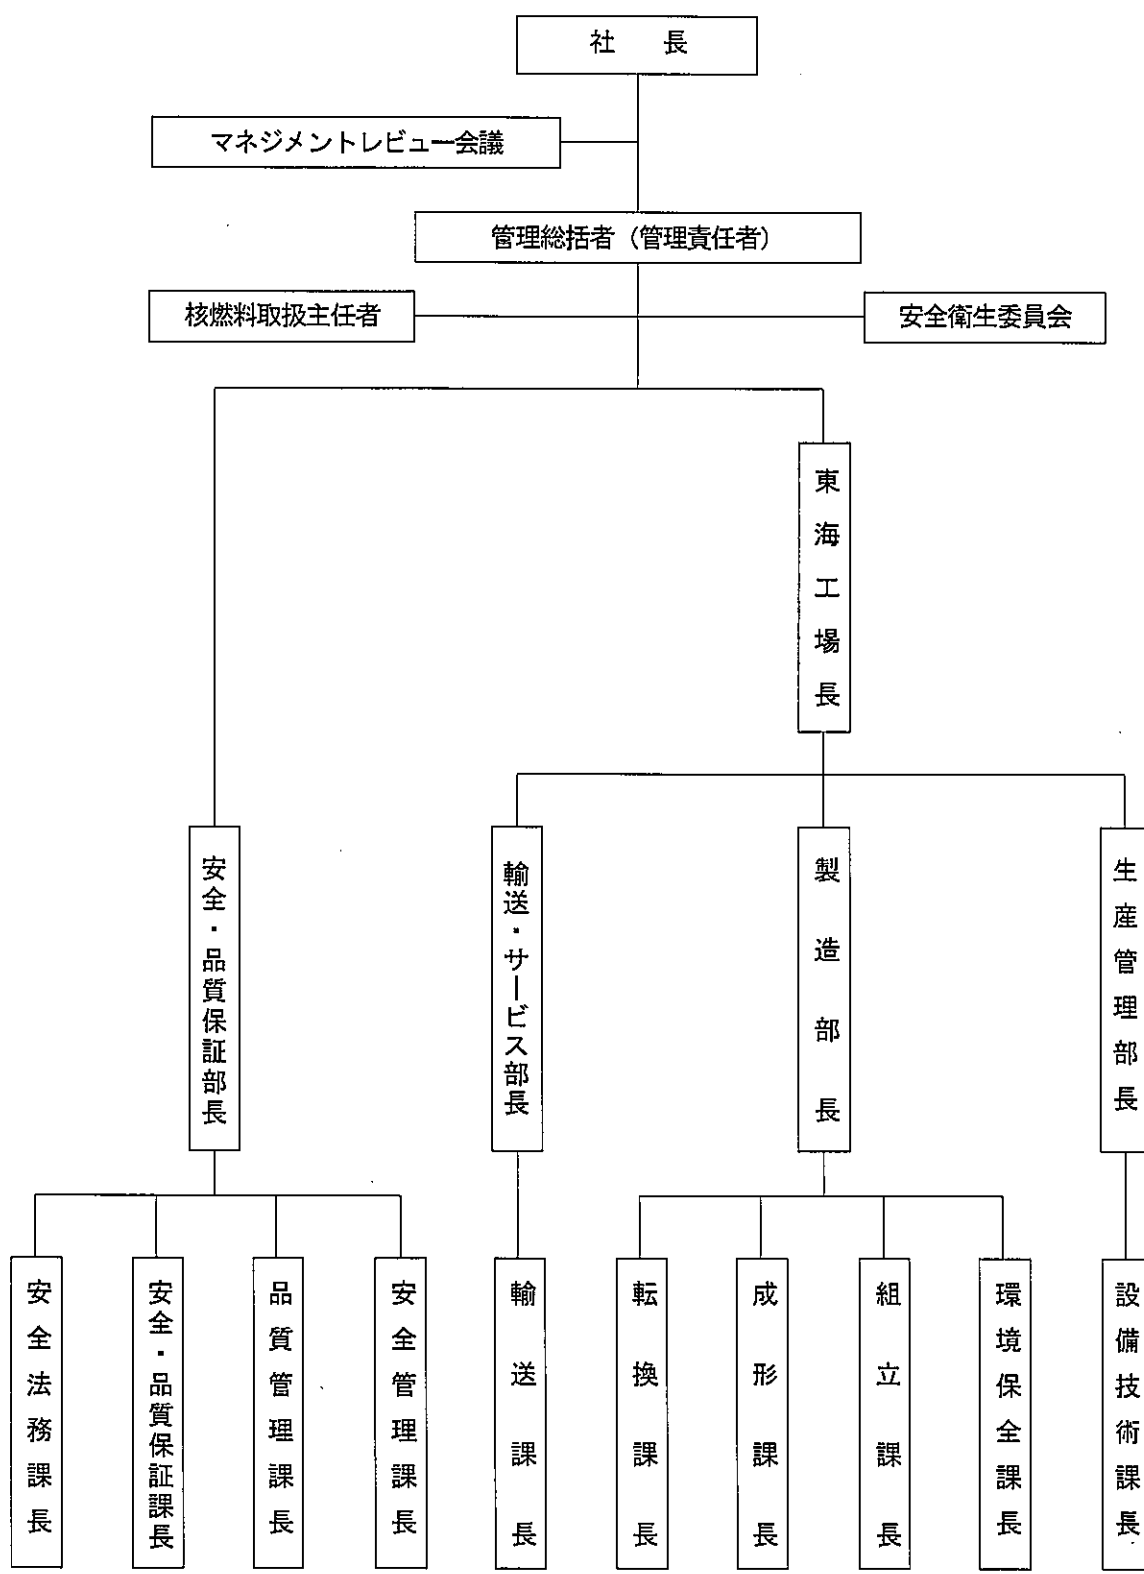 社　長
マネジメントレビュー会議
管理総括者（管理責任者）
核燃料取扱主任者
安全衛生委員会
東海工場長
安全・品質保証部長
輸送・サービス部長
製造部長
生産管理部長
安全法務課長
安全・品質保証課長
品質管理課長
安全管理課長
輸送課長
転換課長
成形課長
組立課長
環境保全課長
設備技術課長